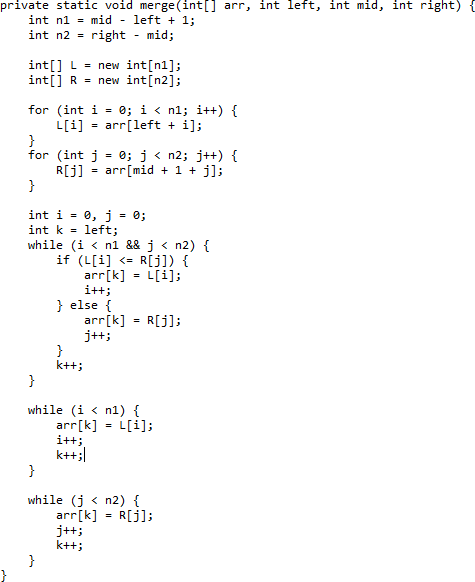 private static void merge(int[] arr, int left, int mid, int right) {
    int n1 = mid - left + 1;
    int n2 = right - mid;

    int[] L = new int[n1];
    int[] R = new int[n2];

    for (int i = 0; i < n1; i++) {
        L[i] = arr[left + i];
    }
    for (int j = 0; j < n2; j++) {
        R[j] = arr[mid + 1 + j];
    }

    int i = 0, j = 0;
    int k = left;
    while (i < n1 && j < n2) {
        if (L[i] <= R[j]) {
            arr[k] = L[i];
            i++;
        } else {
            arr[k] = R[j];
            j++;
        }
        k++;
    }

    while (i < n1) {
        arr[k] = L[i];
        i++;
        k++;
    }

    while (j < n2) {
        arr[k] = R[j];
        j++;
        k++;
    }
}